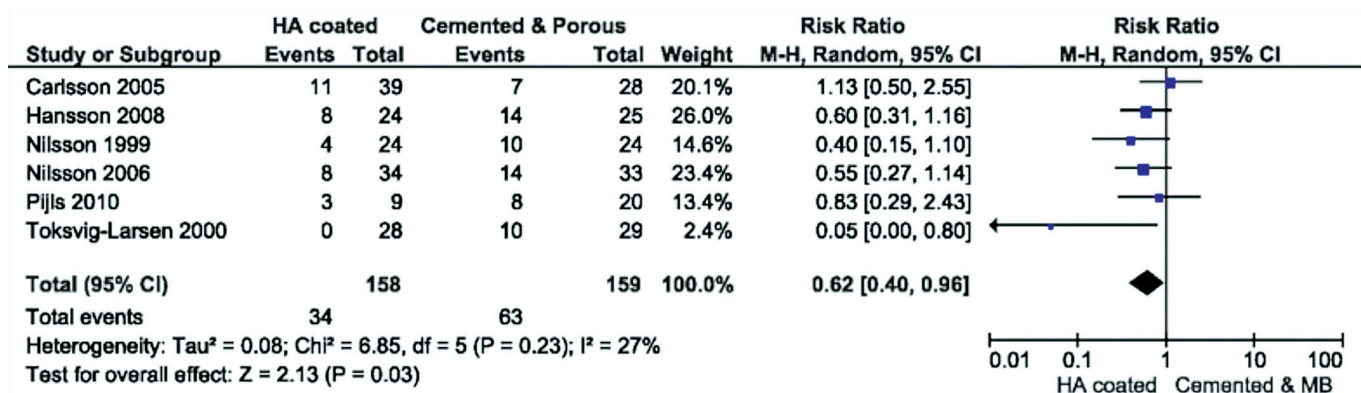 HA coated Cemented & Porous Risk Ratio Risk Ratio
Study or Subgroup Events Total Events Total Weight M-H, Random, 95% CI M-H, Random, 95% CI
Carlsson 2005 11 39 7 28 20.1% 1.13 [0.50, 2.55]
Hansson 2008 8 24 14 25 26.0% 0.60 [0.31, 1.16]
Nilsson 1999 4 24 10 24 14.6% 0.40 [0.15, 1.10]
Nilsson 2006 8 34 14 33 23.4% 0.55 [0.27, 1.14]
Pijls 2010 3 9 8 20 13.4% 0.83 [0.29, 2.43]
Toksvig-Larsen 2000 0 28 10 29 2.4% 0.05 [0.00, 0.80]
Total (95% CI) 158 159 100.0% 0.62 [0.40, 0.96]
Total events 34 63
Heterogeneity: Tau² = 0.08; Chi² = 6.85, df = 5 (P = 0.23); I² = 27%
Test for overall effect: Z = 2.13 (P = 0.03)
0.01 0.1 1 10 100
HA coated Cemented & MB